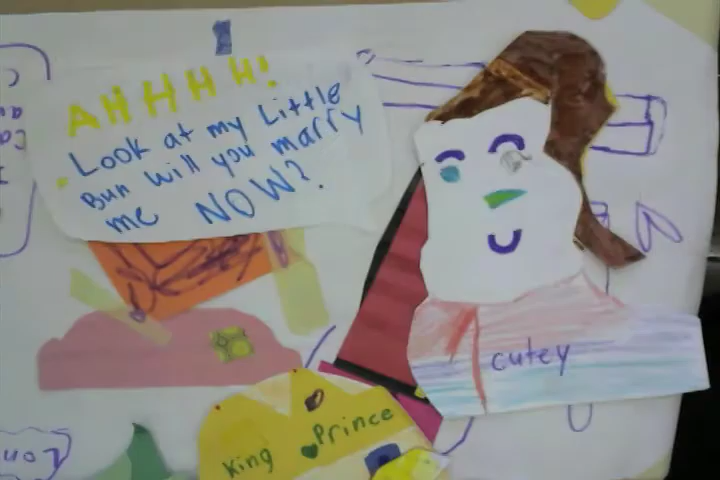 AHHHH!
Look at my Little
Bun will you marry
me NOW?
cutey
King Prince